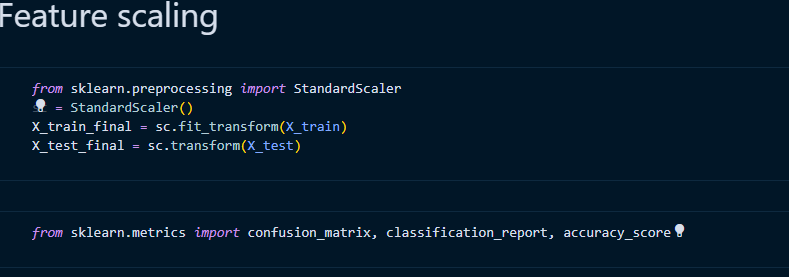 Feature scaling
from sklearn.preprocessing import StandardScaler
= StandardScaler()
X_train_final = sc.fit_transform(X_train)
X_test_final = sc.transform(X_test)
from sklearn.metrics import confusion_matrix, classification_report, accuracy_score